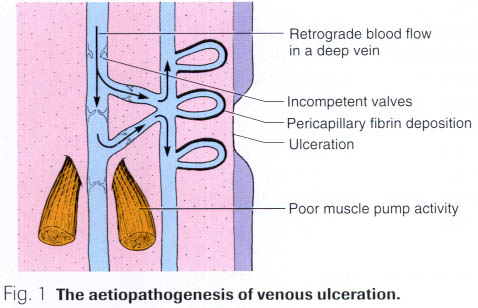 Retrograde blood flow
in a deep vein
Incompetent valves
Pericapillary fibrin deposition
Ulceration
Poor muscle pump activity
Fig. 1 The aetiopathogenesis of venous ulceration.